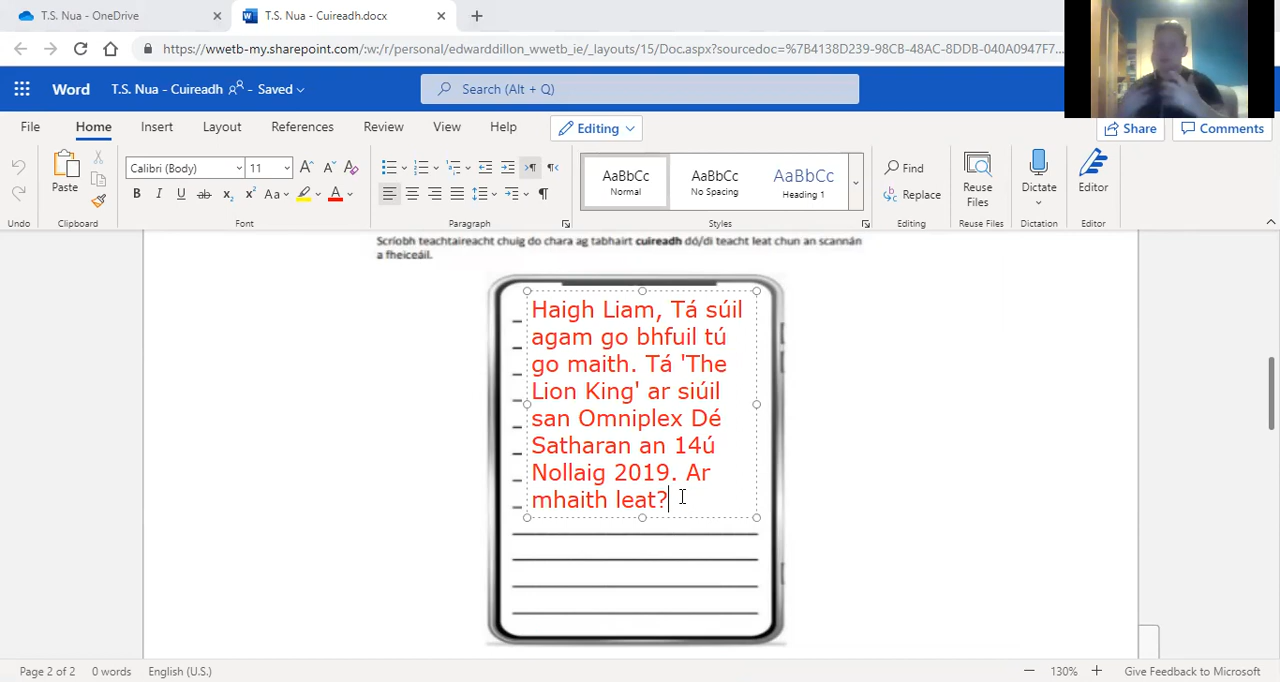 T.S. Nua - OneDrive
T.S. Nua - Cuireadh.docx
https://wwetb-my.sharepoint.com/:w:/r/personal/edwarddillon_wwetb_ie/_layouts/15/Doc.aspx?sourcedoc=%7B4138D239-98CB-48AC-8DDB-040A0947F7...
Word T.S. Nua - Cuireadh - Saved Search (Alt + Q)
File Home Insert Layout References Review View Help Editing Share Comments
Calibri (Body) 11
Paste
AaBbCc AaBbCc AaBbCc
Normal No Spacing Heading 1
Find
Replace
Reuse Files
Dictate
Editor
Undo Clipboard Font Paragraph Styles Editing Reuse Files Dictation Editor
Scríobh teachtaireacht chuig do chara ag tabhairt cuireadh dó/di teacht leat chun an scannán
a fheiceáil.
Haigh Liam, Tá súil
agam go bhfuil tú
go maith. Tá 'The
Lion King' ar siúil
san Omniplex Dé
Satharan an 14ú
Nollaig 2019. Ar
mhaith leat?
Page 2 of 2 0 words English (U.S.) 130% Give Feedback to Microsoft